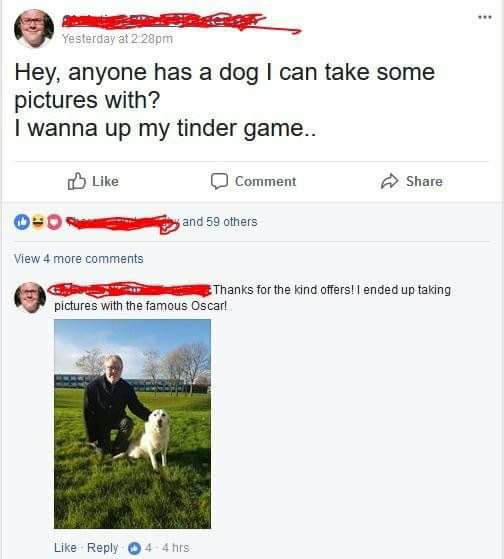 Yesterday at 2:28pm
Hey, anyone has a dog I can take some
pictures with?
I wanna up my tinder game..
Like Comment Share
and 59 others
View 4 more comments
Thanks for the kind offers! I ended up taking
pictures with the famous Oscar!
Like · Reply · 4 · 4 hrs